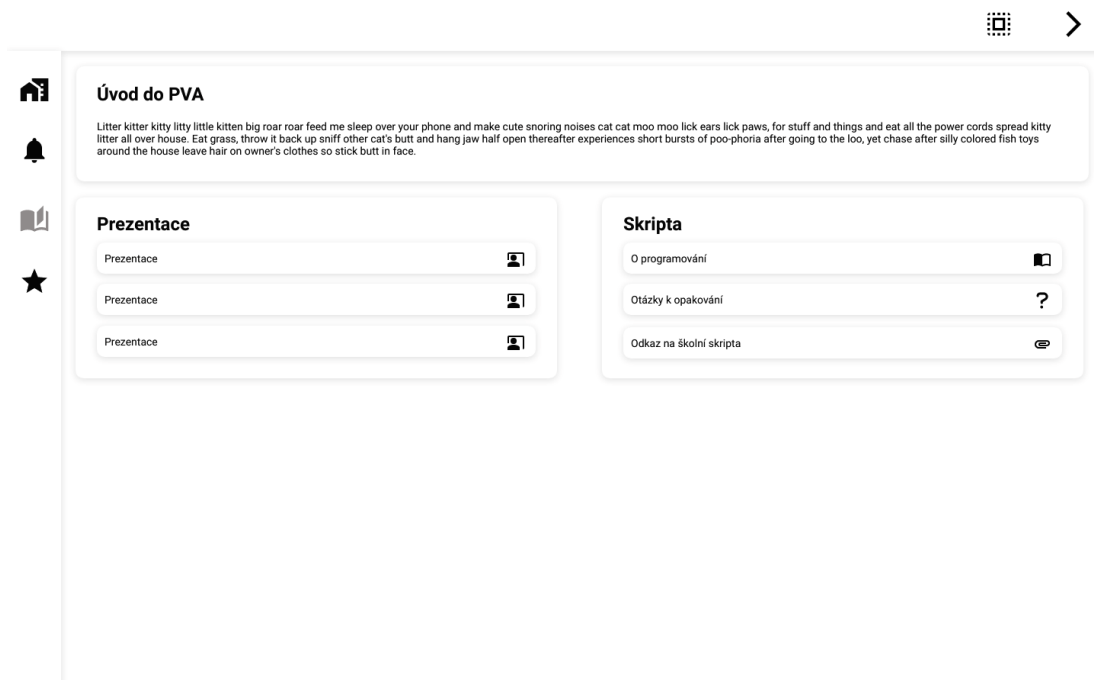 Úvod do PVA
Litter kitter kitty litty little kitten big roar roar feed me sleep over your phone and make cute snoring noises cat cat moo moo lick ears lick paws, for stuff and things and eat all the power cords spread kitty
litter all over house. Eat grass, throw it back up sniff other cat's butt and hang jaw half open thereafter experiences short bursts of poo-phoria after going to the loo, yet chase after silly colored fish toys
around the house leave hair on owner's clothes so stick butt in face.
Prezentace
Prezentace
Prezentace
Prezentace
Skripta
O programování
Otázky k opakování
Odkaz na školní skripta